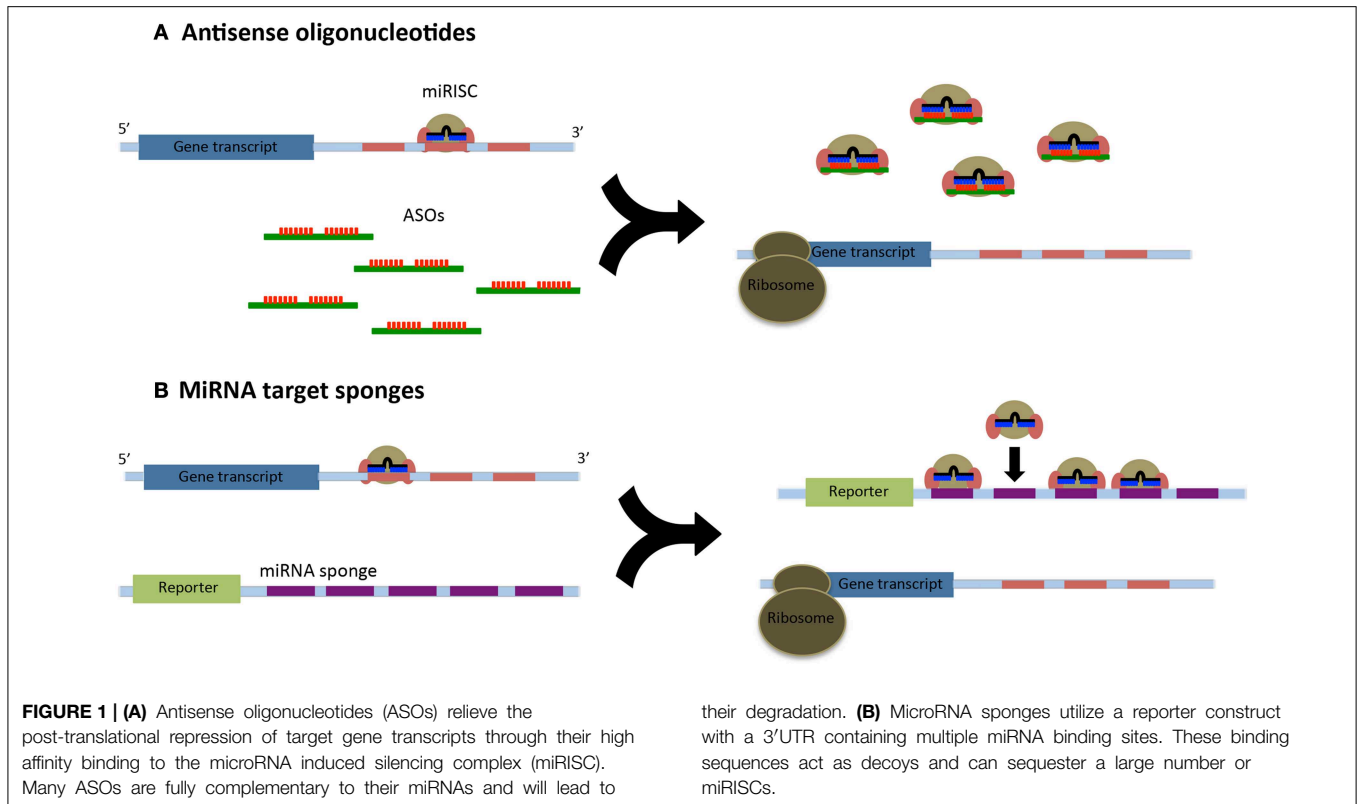 A Antisense oligonucleotides
miRISC
5′
3′
Gene transcript
ASOs
Gene transcript
Ribosome
B MiRNA target sponges
5′
3′
Gene transcript
Reporter
miRNA sponge
Reporter
Gene transcript
Ribosome
FIGURE 1 | (A) Antisense oligonucleotides (ASOs) relieve the
post-translational repression of target gene transcripts through their high
affinity binding to the microRNA induced silencing complex (miRISC).
Many ASOs are fully complementary to their miRNAs and will lead to
their degradation. (B) MicroRNA sponges utilize a reporter construct
with a 3′UTR containing multiple miRNA binding sites. These binding
sequences act as decoys and can sequester a large number or
miRISCs.